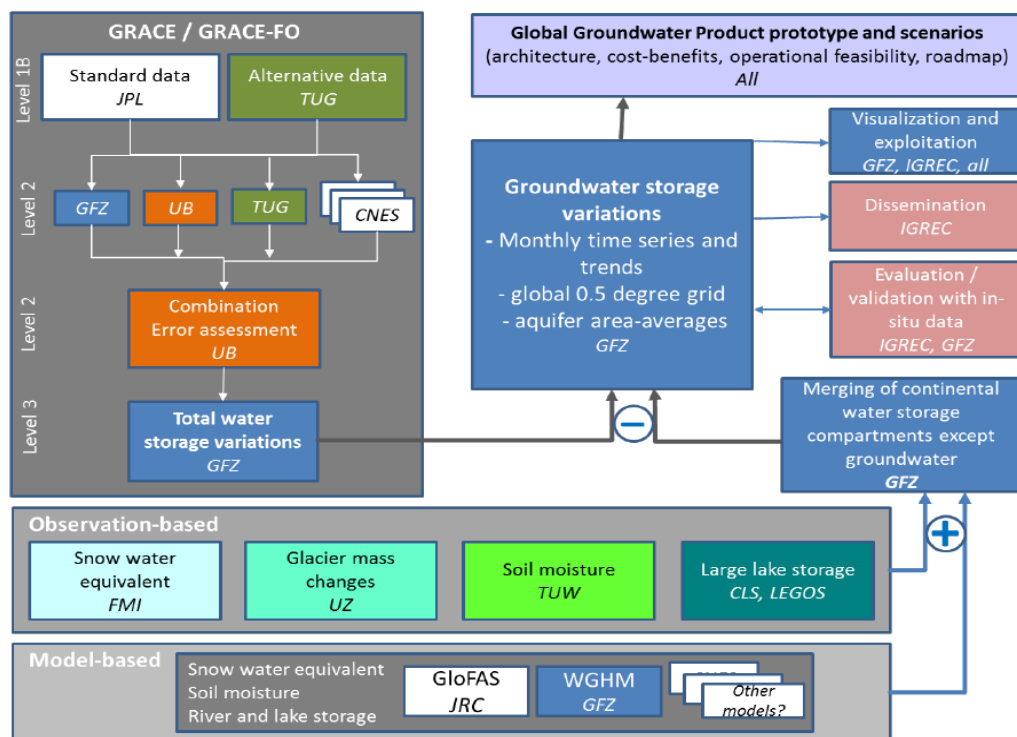 GRACE / GRACE-FO
Level 1B
Standard data
JPL
Alternative data
TUG
Level 2
GFZ
UB
TUG
CNES
Level 2
Combination
Error assessment
UB
Level 3
Total water
storage variations
GFZ
Global Groundwater Product prototype and scenarios
(architecture, cost-benefits, operational feasibility, roadmap)
All
Groundwater storage
variations
- Monthly time series and
trends
- global 0.5 degree grid
- aquifer area-averages
GFZ
Visualization and
exploitation
GFZ, IGREC, all
Dissemination
IGREC
Evaluation /
validation with in-
situ data
IGREC, GFZ
−
Merging of continental
water storage
compartments except
groundwater
GFZ
+
Observation-based
Snow water
equivalent
FMI
Glacier mass
changes
UZ
Soil moisture
TUW
Large lake storage
CLS, LEGOS
Model-based
Snow water equivalent
Soil moisture
River and lake storage
GloFAS
JRC
WGHM
GFZ
Other
models?